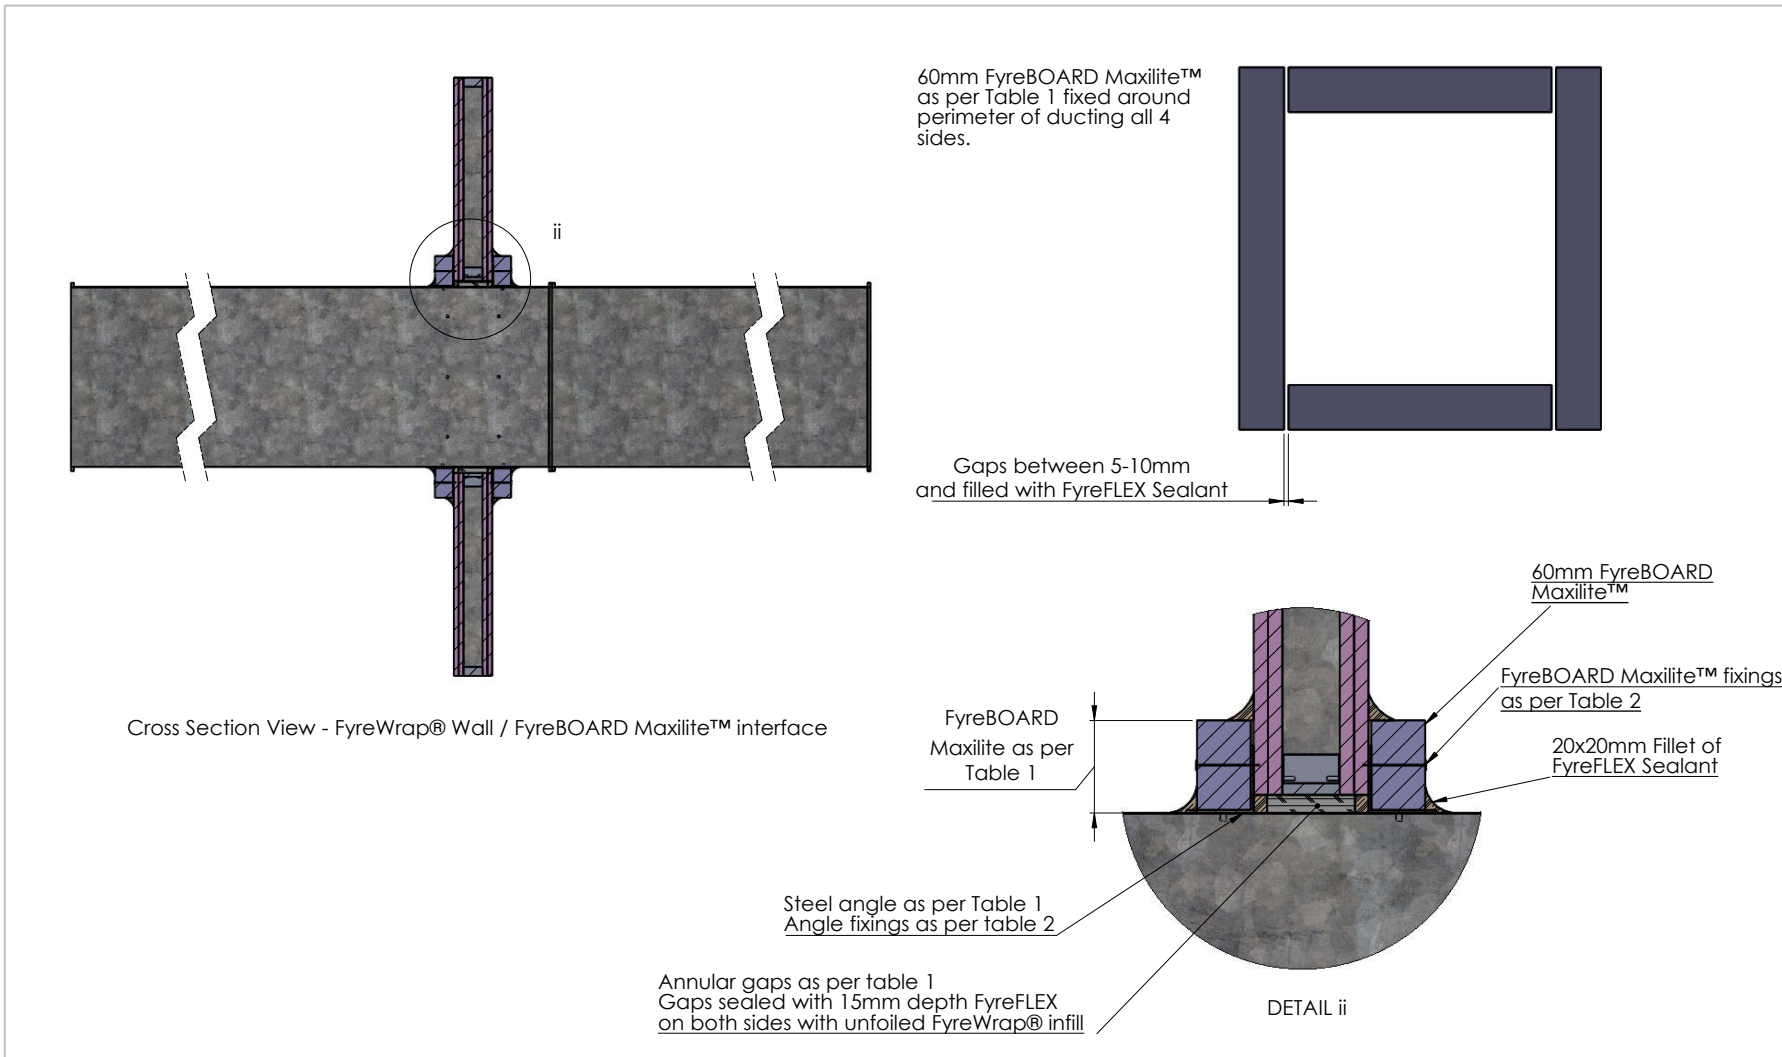 60mm FyreBOARD Maxilite™
as per Table 1 fixed around
perimeter of ducting all 4
sides.
ii
Gaps between 5-10mm
and filled with FyreFLEX Sealant
Cross Section View - FyreWrap® Wall / FyreBOARD Maxilite™ interface
60mm FyreBOARD
Maxilite™
FyreBOARD Maxilite™ fixings
as per Table 2
20x20mm Fillet of
FyreFLEX Sealant
FyreBOARD
Maxilite as per
Table 1
Steel angle as per Table 1
Angle fixings as per table 2
Annular gaps as per table 1
Gaps sealed with 15mm depth FyreFLEX
on both sides with unfoiled FyreWrap® infill
DETAIL ii